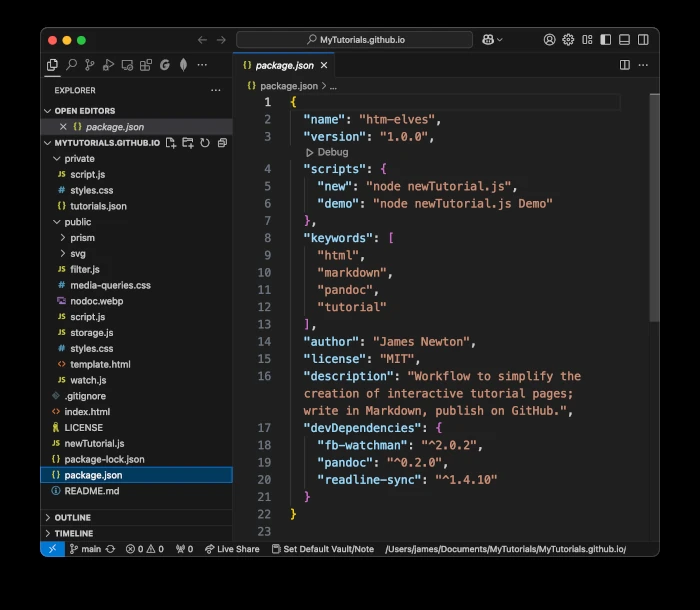 MyTutorials.github.io
EXPLORER
OPEN EDITORS
{} package.json
MYTUTORIALS.GITHUB.IO
private
JS script.js
# styles.css
{} tutorials.json
public
prism
svg
JS filter.js
# media-queries.css
nodoc.webp
JS script.js
JS storage.js
# styles.css
<> template.html
JS watch.js
.gitignore
<> index.html
LICENSE
JS newTutorial.js
{} package-lock.json
{} package.json
README.md
OUTLINE
TIMELINE
{} package.json
{} package.json > ...
1 {
2 "name": "htm-elves",
3 "version": "1.0.0",
Debug
4 "scripts": {
5 "new": "node newTutorial.js",
6 "demo": "node newTutorial.js Demo"
7 },
8 "keywords": [
9 "html",
10 "markdown",
11 "pandoc",
12 "tutorial"
13 ],
14 "author": "James Newton",
15 "license": "MIT",
16 "description": "Workflow to simplify the
creation of interactive tutorial pages;
write in Markdown, publish on GitHub.",
17 "devDependencies": {
18 "fb-watchman": "^2.0.2",
19 "pandoc": "^0.2.0",
20 "readline-sync": "^1.4.10"
21 }
22 }
23
main 0 0 0 Live Share Set Default Vault/Note /Users/james/Documents/MyTutorials/MyTutorials.github.io/